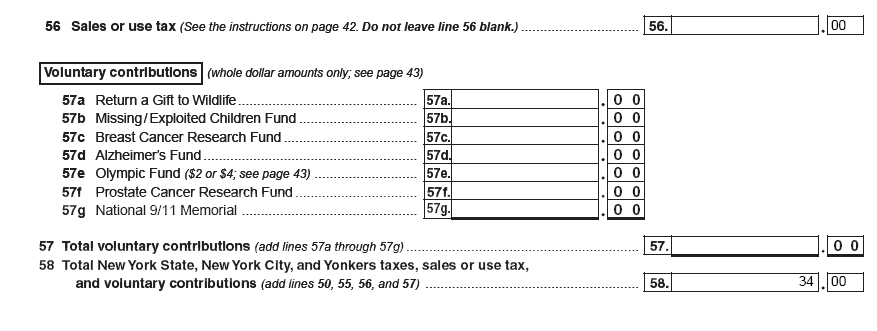 56 Sales or use tax (See the instructions on page 42. Do not leave line 56 blank.) 56. . 00
Voluntary contributions (whole dollar amounts only; see page 43)
57a Return a Gift to Wildlife 57a. . 0 0
57b Missing/Exploited Children Fund 57b. . 0 0
57c Breast Cancer Research Fund 57c. . 0 0
57d Alzheimer's Fund 57d. . 0 0
57e Olympic Fund ($2 or $4; see page 43) 57e. . 0 0
57f Prostate Cancer Research Fund 57f. . 0 0
57g National 9/11 Memorial 57g. . 0 0
57 Total voluntary contributions (add lines 57a through 57g) 57. . 0 0
58 Total New York State, New York City, and Yonkers taxes, sales or use tax,
and voluntary contributions (add lines 50, 55, 56, and 57) 58. 34 . 00